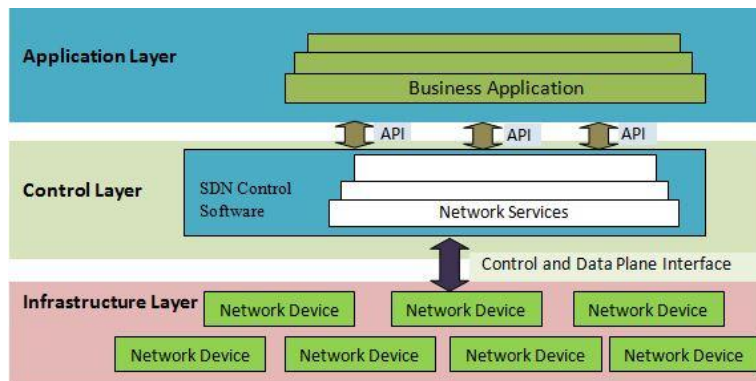 Application Layer
Business Application
API API API
Control Layer
SDN Control
Software
Network Services
Control and Data Plane Interface
Infrastructure Layer
Network Device Network Device Network Device
Network Device Network Device Network Device Network Device